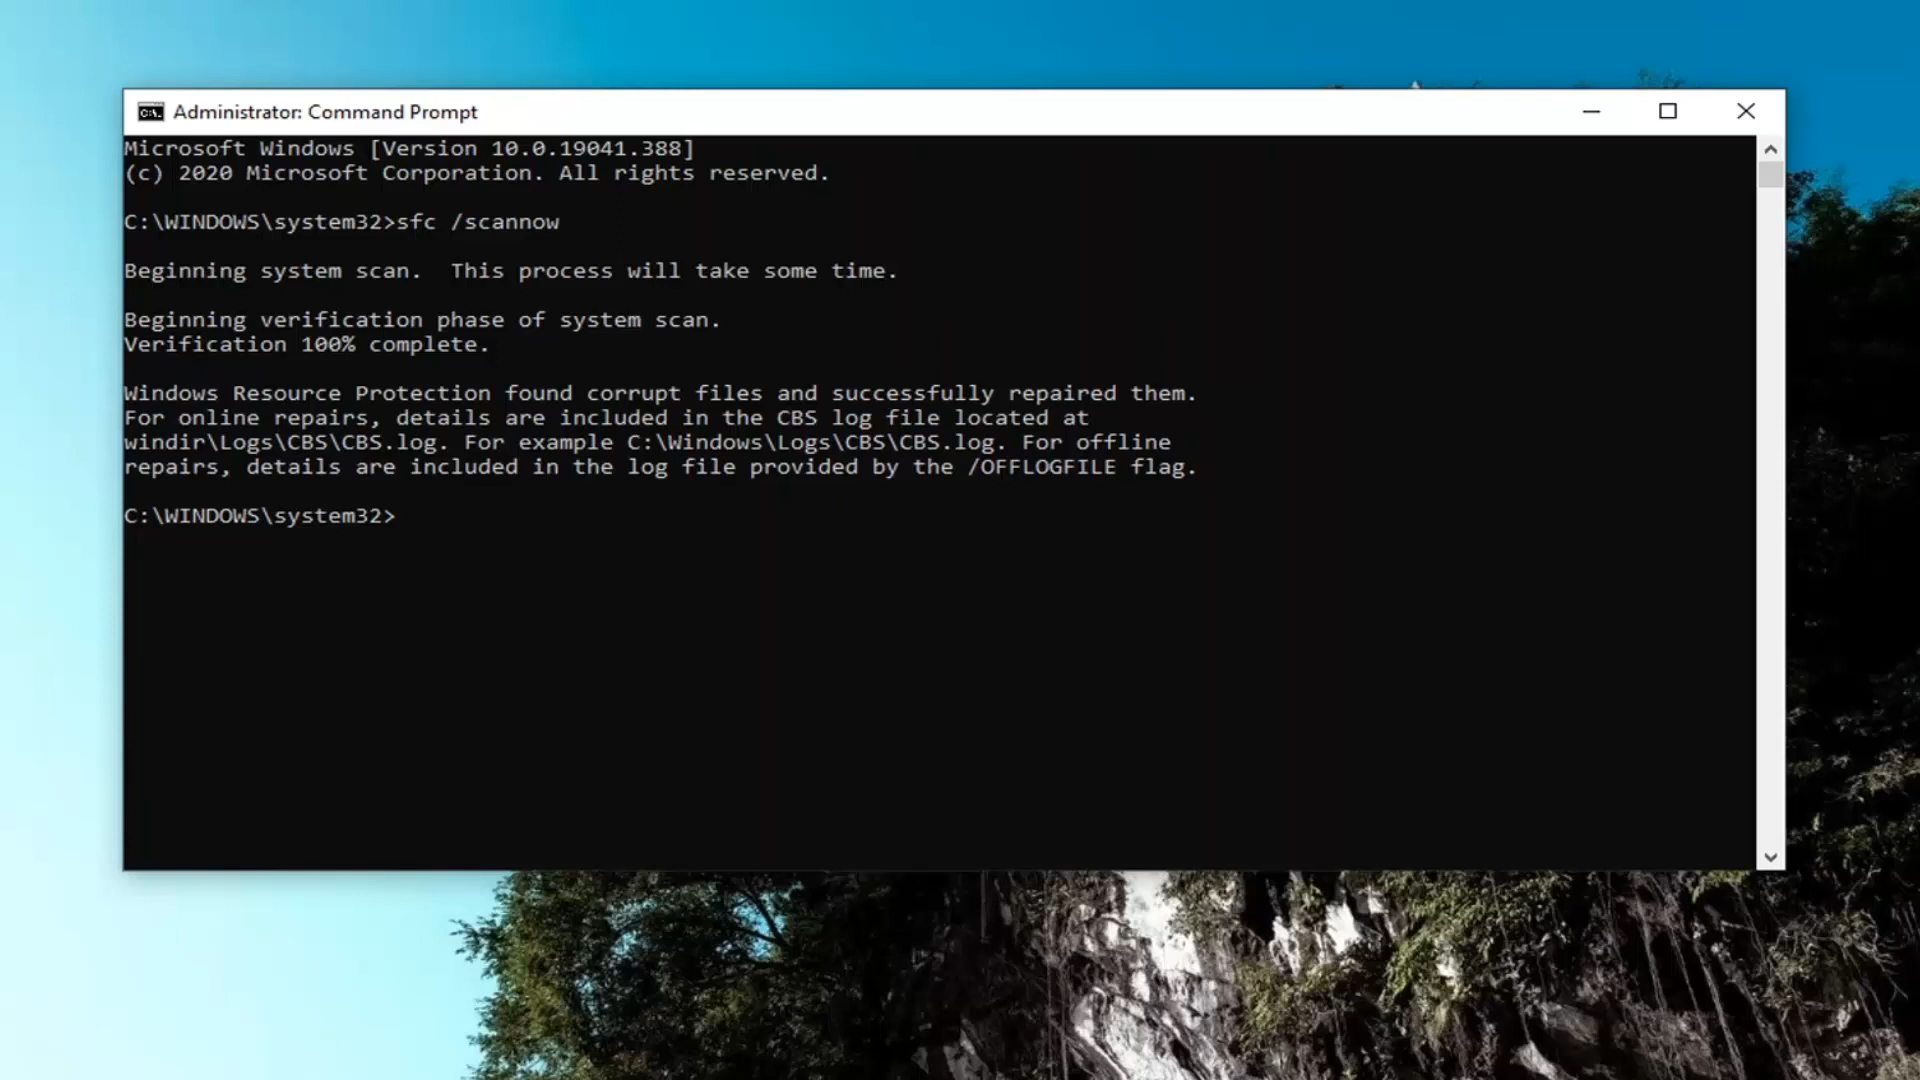 Administrator: Command Prompt
Microsoft Windows [Version 10.0.19041.388]
(c) 2020 Microsoft Corporation. All rights reserved.
C:\WINDOWS\system32>sfc /scannow
Beginning system scan.  This process will take some time.
Beginning verification phase of system scan.
Verification 100% complete.
Windows Resource Protection found corrupt files and successfully repaired them.
For online repairs, details are included in the CBS log file located at
windir\Logs\CBS\CBS.log. For example C:\Windows\Logs\CBS\CBS.log. For offline
repairs, details are included in the log file provided by the /OFFLOGFILE flag.
C:\WINDOWS\system32>